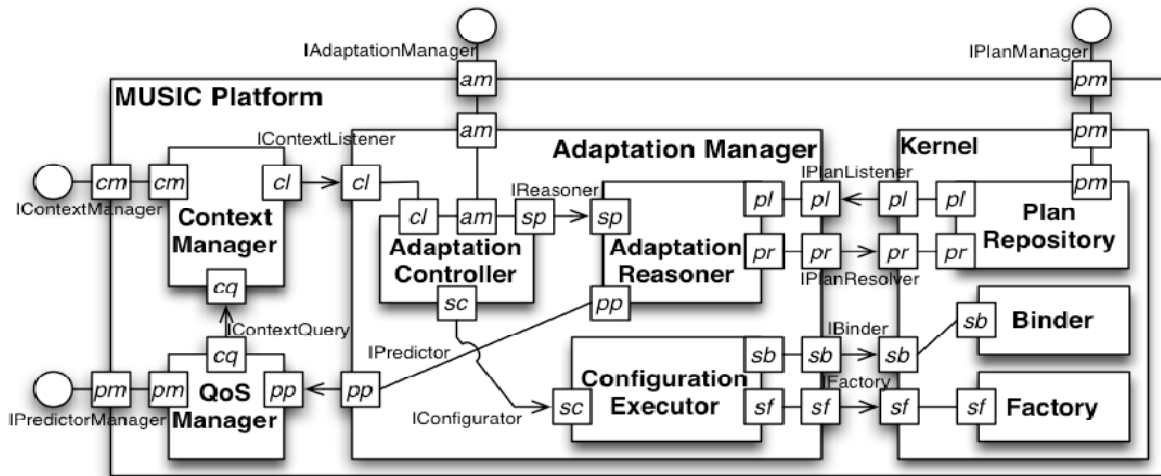 IAdaptationManager
IPlanManager
am
pm
MUSIC Platform
IContextListener
am
pm
Adaptation Manager
Kernel
IReasoner
IPlanListener
cm
cm
cl
cl
pm
IContextManager
Context
Manager
cl
am
sp
sp
pl
pl
pl
pl
Plan
Repository
Adaptation
Controller
Adaptation
Reasoner
pr
pr
pr
pr
IPlanResolver
cq
sc
pp
IContextQuery
cq
IPredictor
IBinder
sb
Binder
pm
pm
QoS
Manager
pp
pp
IPredictorManager
Configuration
Executor
sb
sb
sb
IFactory
IConfigurator
sc
sf
sf
sf
sf
Factory